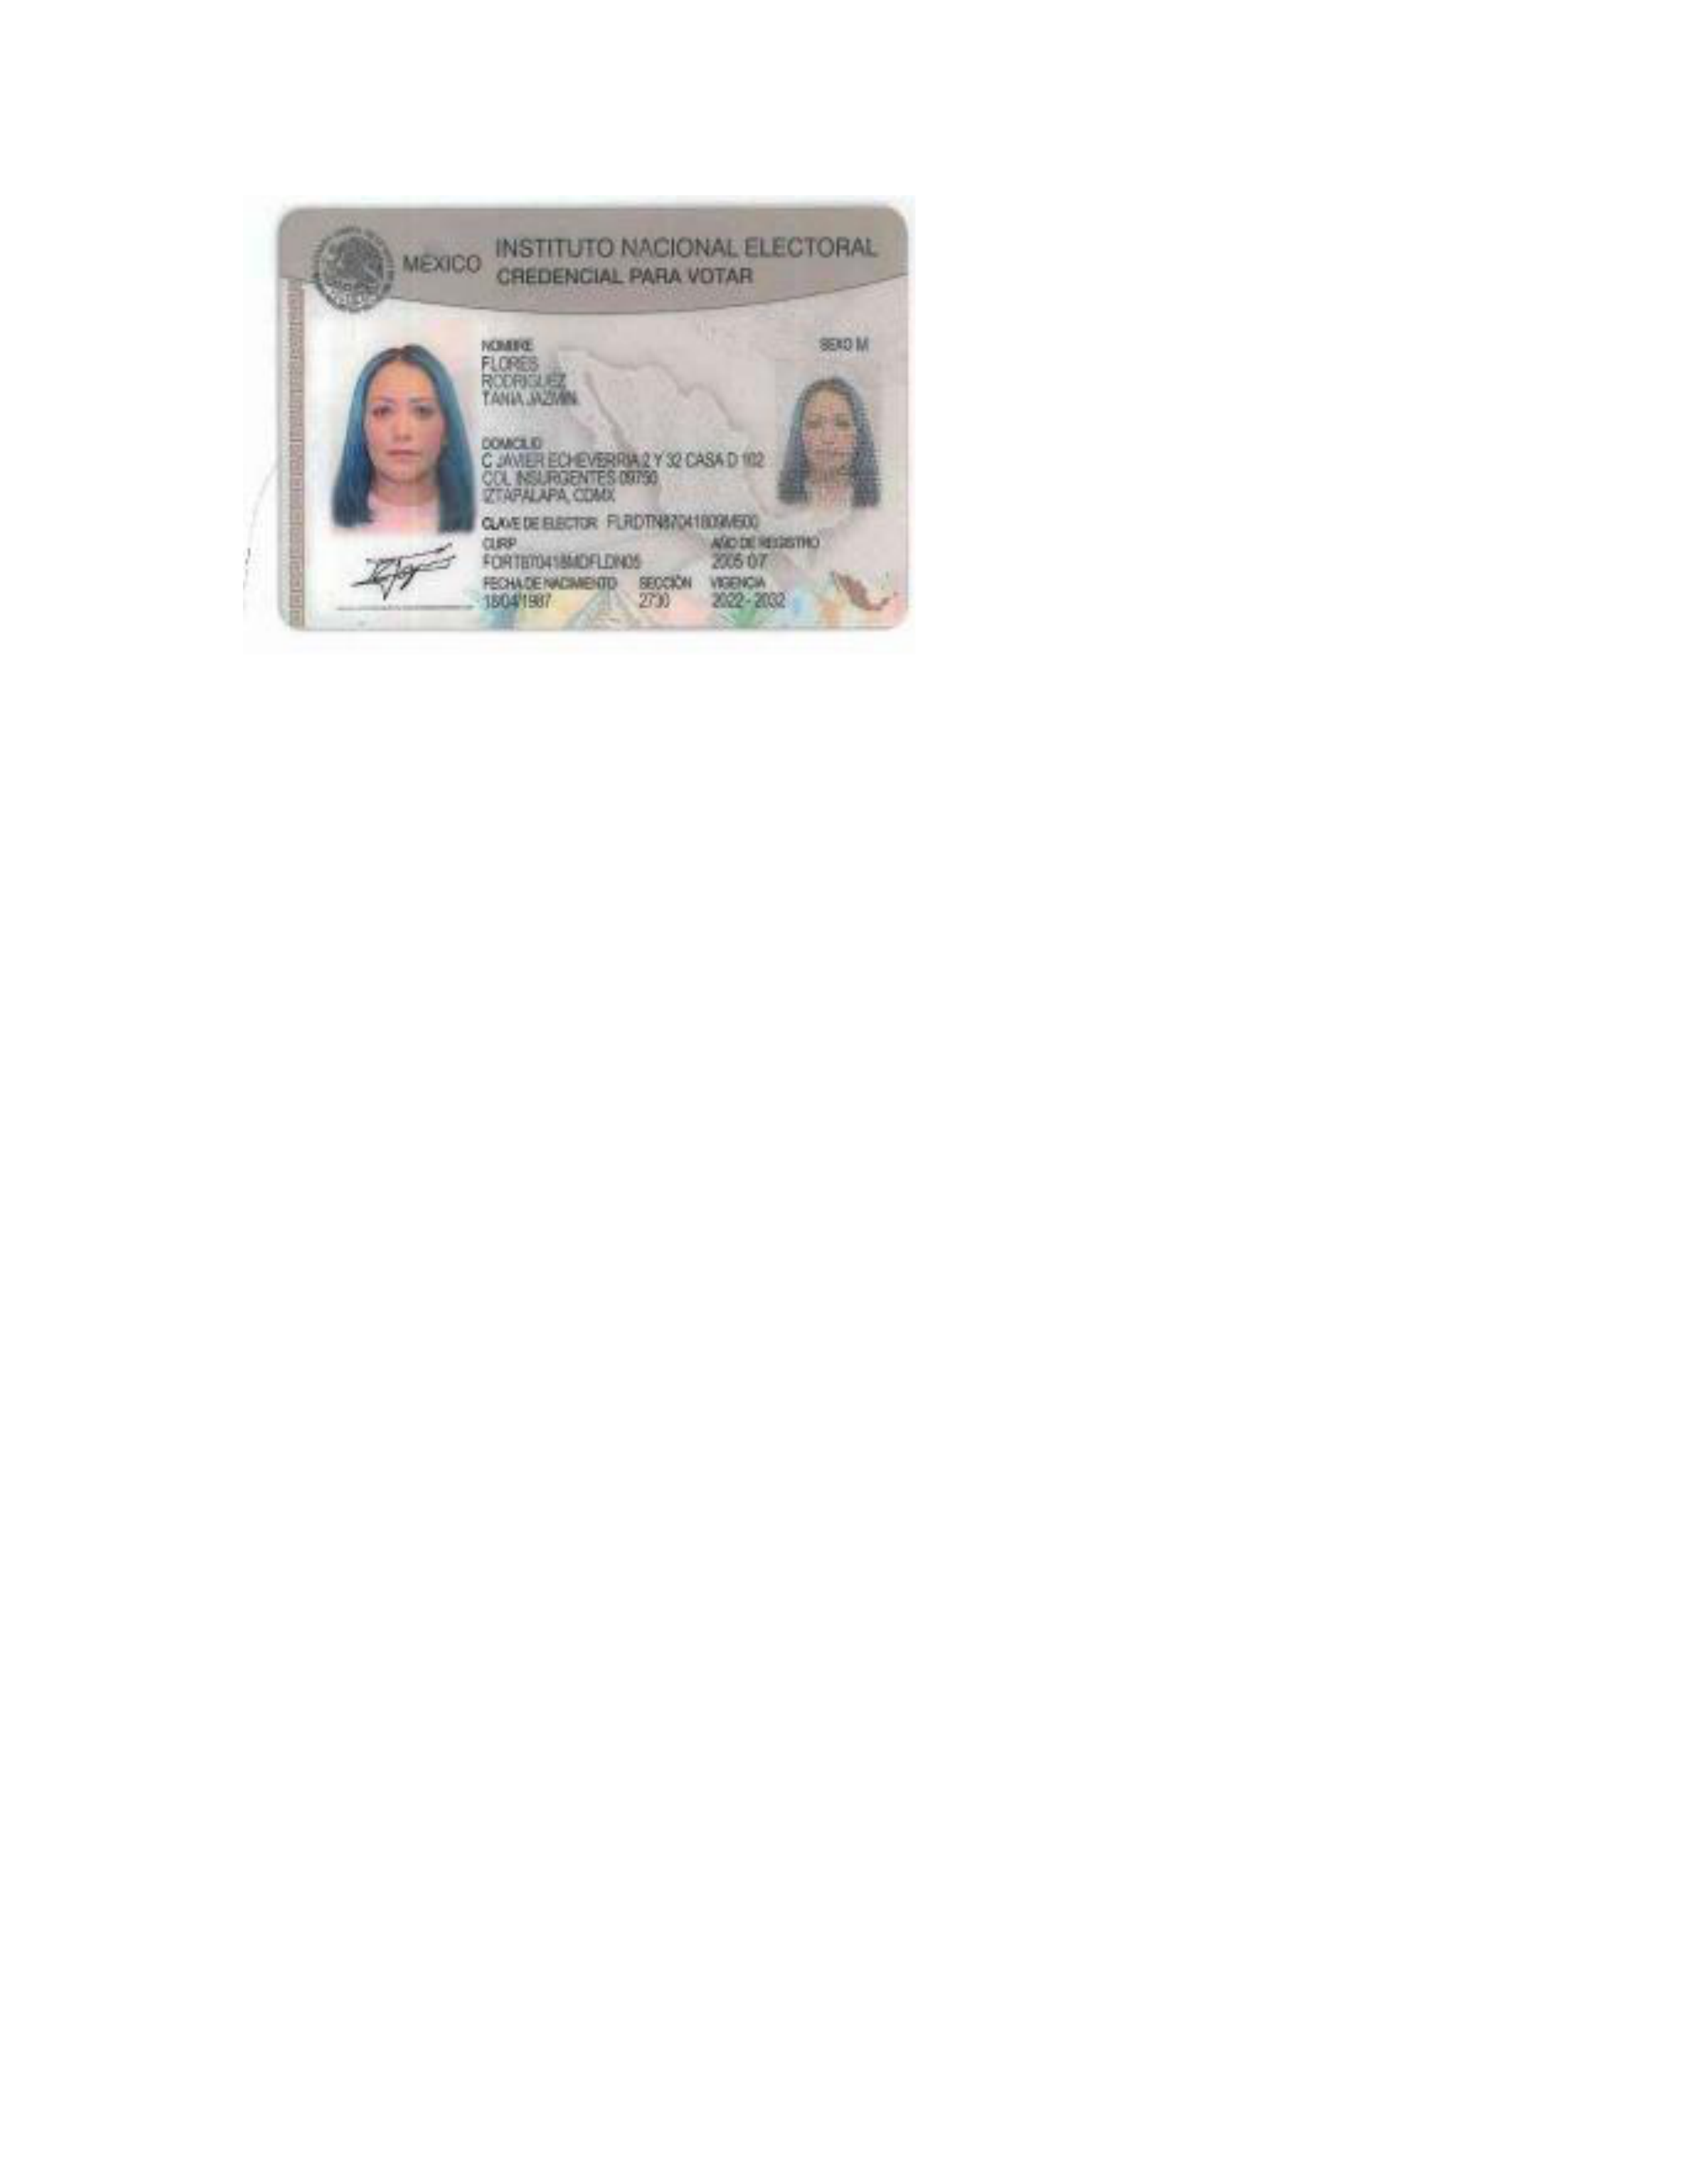 MÉXICO
INSTITUTO NACIONAL ELECTORAL
CREDENCIAL PARA VOTAR
NOMBRE
SEXO M
FLORES
RODRIGUEZ
TANIA JAZMIN
DOMICILIO
C JAVIER ECHEVERRIA 2 Y 32 CASA D 102
COL INSURGENTES 09750
IZTAPALAPA, CDMX
CLAVE DE ELECTOR FLRDTN87041809M600
CURP
AÑO DE REGISTRO
FORT870418MDFLDN05
2005 07
FECHA DE NACIMIENTO SECCIÓN VIGENCIA
18/04/1987 2730 2022 - 2032